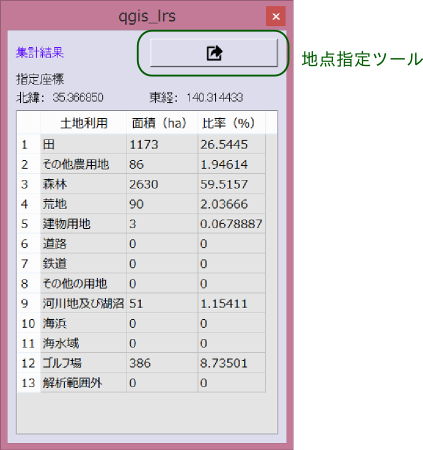 qgis_lrs
集計結果
地点指定ツール
指定座標
北緯: 35.366850 東経: 140.314433
土地利用 面積 (ha) 比率 (%)
1 田 1173 26.5445
2 その他農用地 86 1.94614
3 森林 2630 59.5157
4 荒地 90 2.03666
5 建物用地 3 0.0678887
6 道路 0 0
7 鉄道 0 0
8 その他の用地 0 0
9 河川地及び湖沼 51 1.15411
10 海浜 0 0
11 海水域 0 0
12 ゴルフ場 386 8.73501
13 解析範囲外 0 0